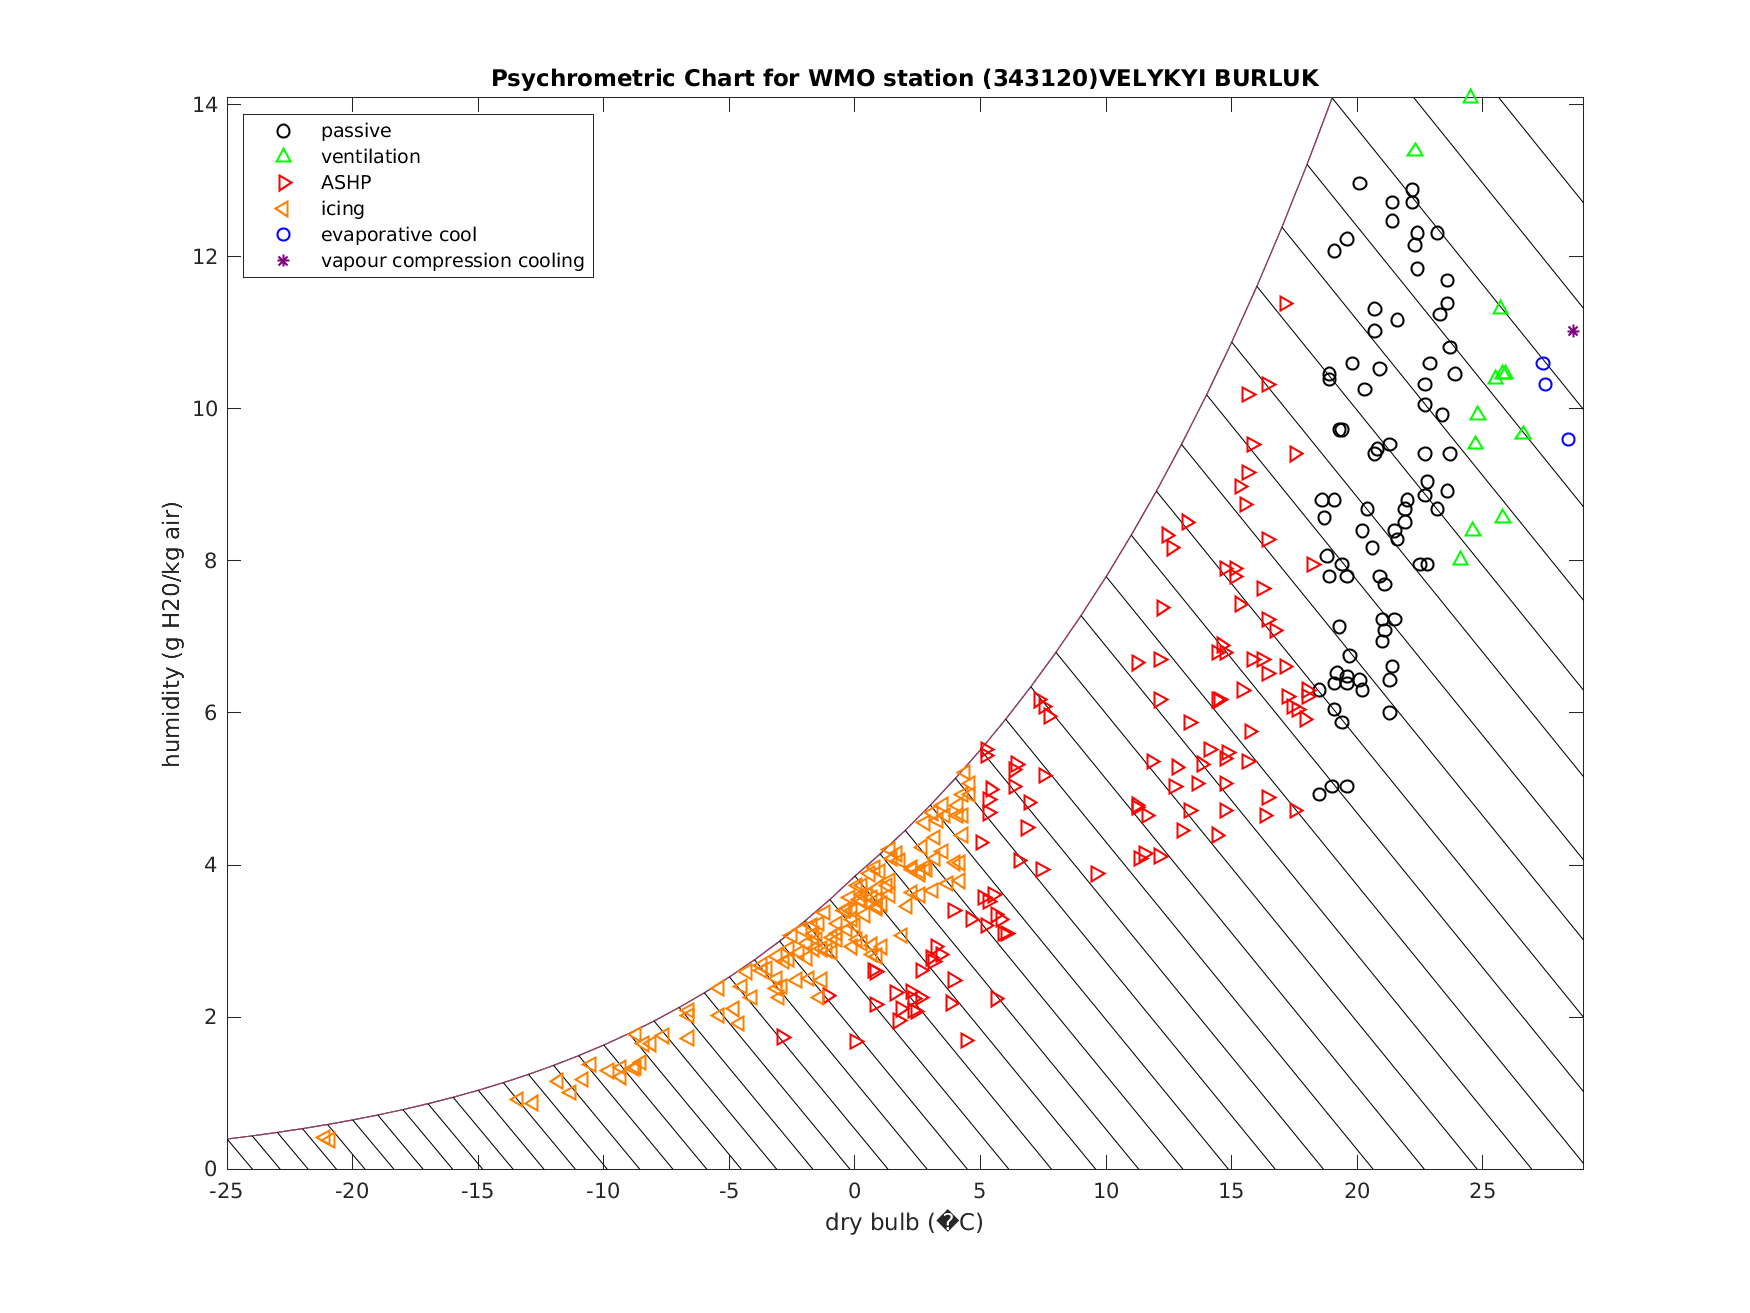 Psychrometric Chart for WMO station (343120)VELYKYI BURLUK
passive
ventilation
ASHP
icing
evaporative cool
vapour compression cooling
humidity (g H20/kg air)
14
12
10
8
6
4
2
0
-25 -20 -15 -10 -5 0 5 10 15 20 25
dry bulb (�C)